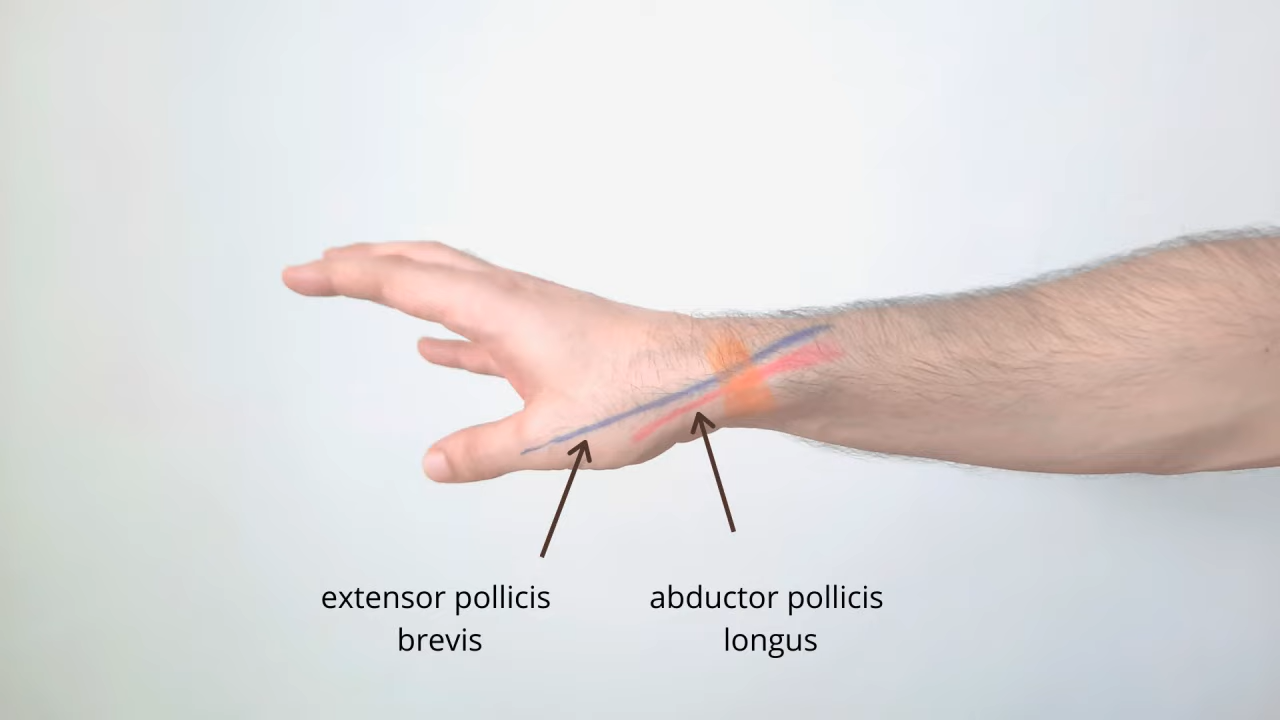 extensor pollicis
brevis
abductor pollicis
longus